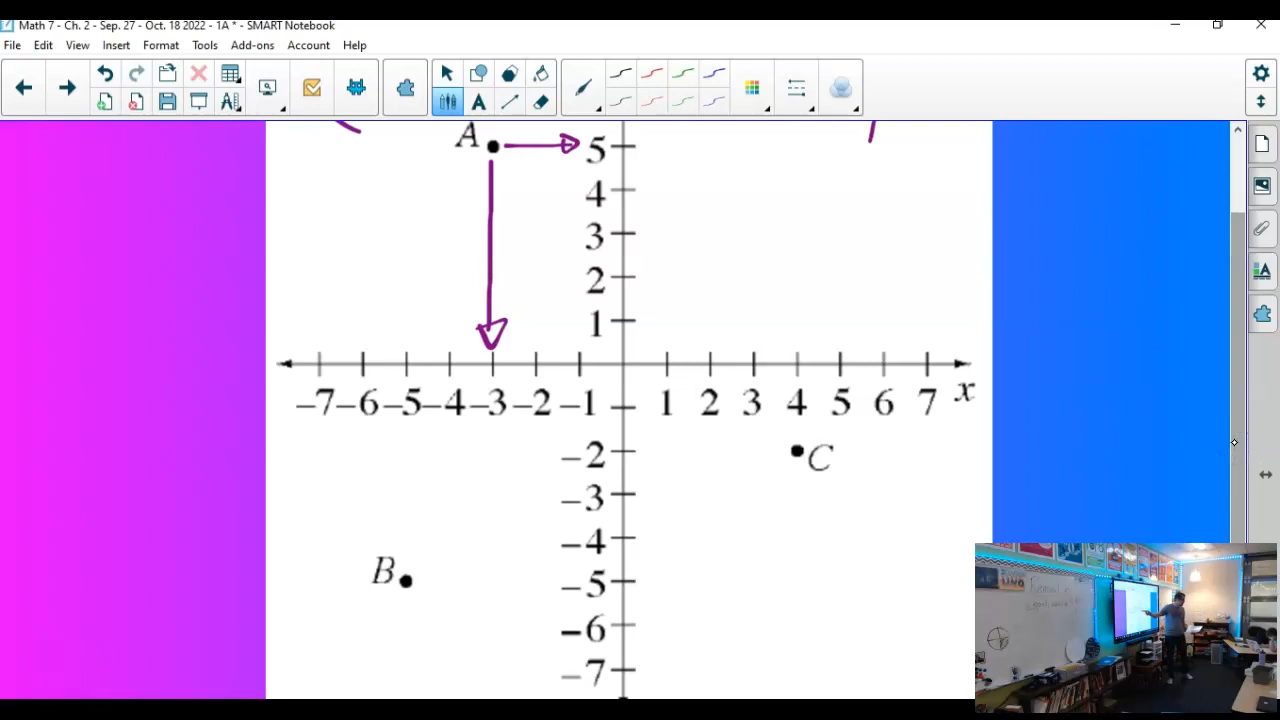 Math 7 - Ch. 2 - Sep. 27 - Oct. 18 2022 - 1A * - SMART Notebook
File Edit View Insert Format Tools Add-ons Account Help
A
5
4
3
2
1
–7 –6 –5 –4 –3 –2 –1 1 2 3 4 5 6 7 x
–2
C
–3
–4
B
–5
–6
–7
UNO